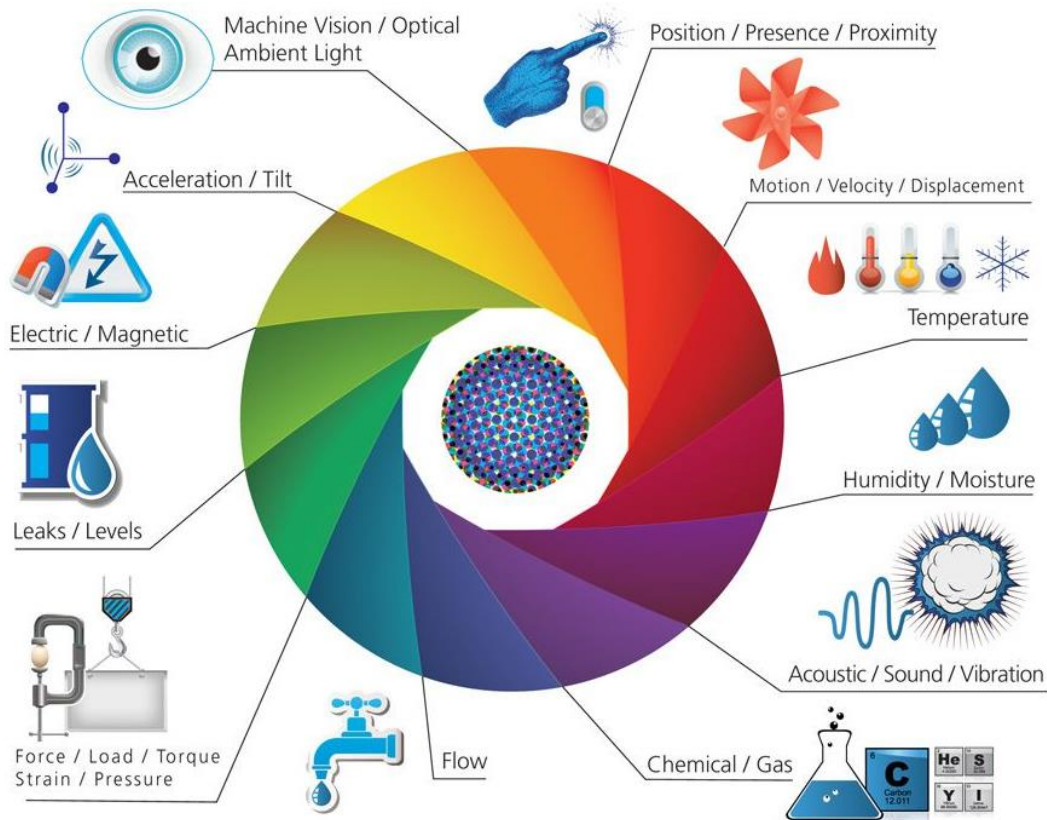 Machine Vision / Optical
Ambient Light
Position / Presence / Proximity
Acceleration / Tilt
Motion / Velocity / Displacement
Electric / Magnetic
Temperature
Leaks / Levels
Humidity / Moisture
Acoustic / Sound / Vibration
Force / Load / Torque
Strain / Pressure
Flow
Chemical / Gas
6
C
Carbon
12.011
He
S
Y
I